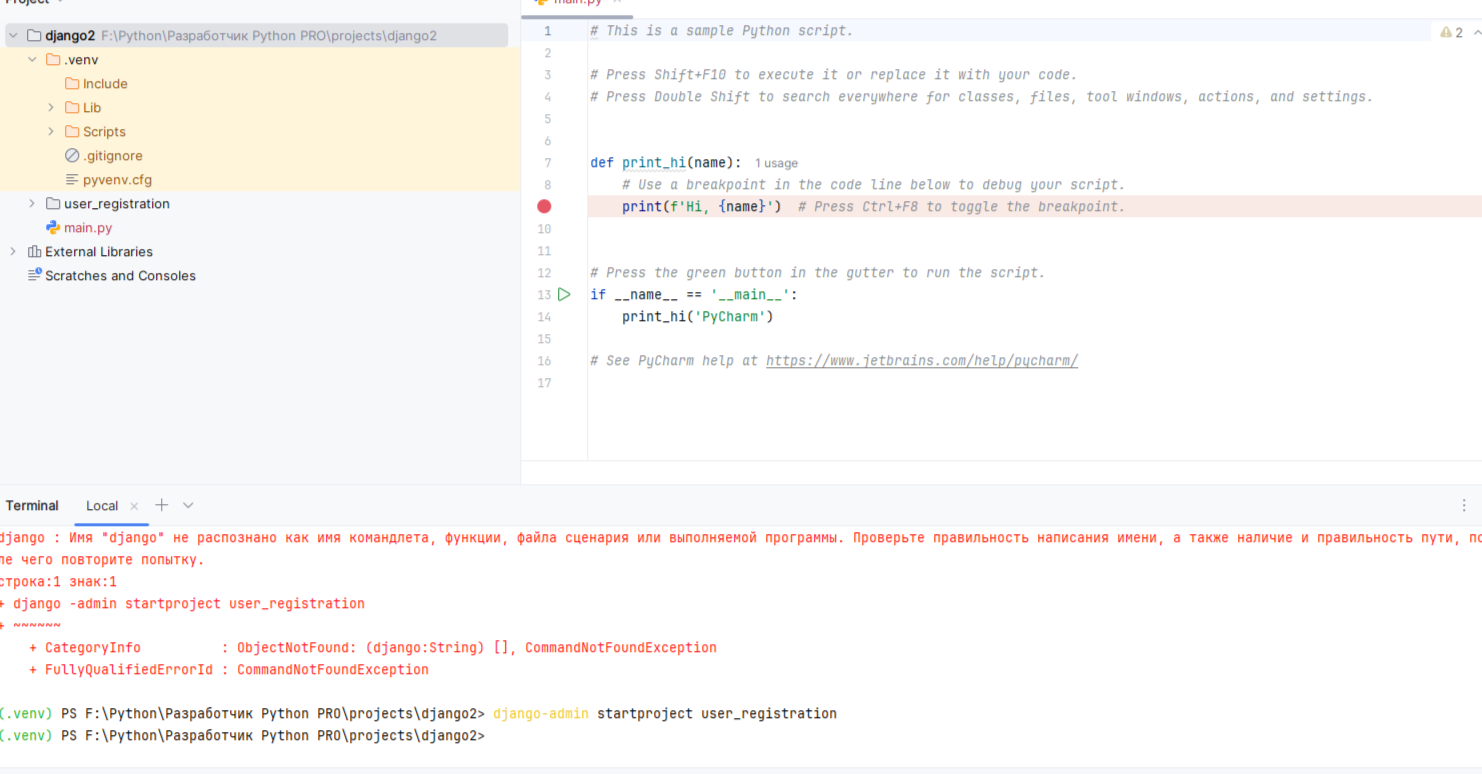 Project
main.py
django2 F:\Python\Разработчик Python PRO\projects\django2
.venv
Include
Lib
Scripts
.gitignore
pyvenv.cfg
user_registration
main.py
External Libraries
Scratches and Consoles
2
1 # This is a sample Python script.
2
3 # Press Shift+F10 to execute it or replace it with your code.
4 # Press Double Shift to search everywhere for classes, files, tool windows, actions, and settings.
5
6
7 def print_hi(name): 1 usage
8 # Use a breakpoint in the code line below to debug your script.
print(f'Hi, {name}') # Press Ctrl+F8 to toggle the breakpoint.
10
11
12 # Press the green button in the gutter to run the script.
13 if __name__ == '__main__':
14 print_hi('PyCharm')
15
16 # See PyCharm help at https://www.jetbrains.com/help/pycharm/
17
Terminal Local
django : Имя "django" не распознано как имя командлета, функции, файла сценария или выполняемой программы. Проверьте правильность написания имени, а также наличие и правильность пути, по
ле чего повторите попытку.
строка:1 знак:1
+ django -admin startproject user_registration
+ ~~~~~~
+ CategoryInfo : ObjectNotFound: (django:String) [], CommandNotFoundException
+ FullyQualifiedErrorId : CommandNotFoundException
(.venv) PS F:\Python\Разработчик Python PRO\projects\django2> django-admin startproject user_registration
(.venv) PS F:\Python\Разработчик Python PRO\projects\django2>